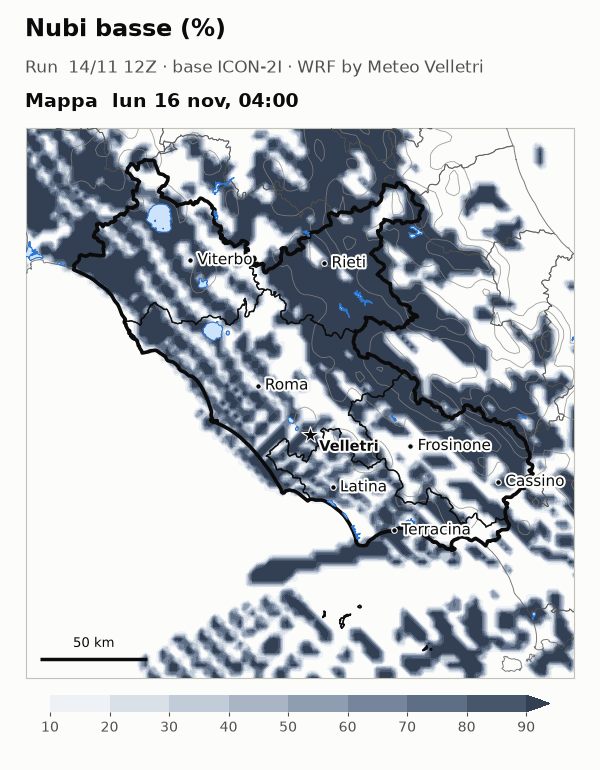 Nubi basse (%)
Run 14/11 12Z · base ICON-2I · WRF by Meteo Velletri
Mappa lun 16 nov, 04:00
Viterbo
Rieti
Roma
Velletri
Frosinone
Cassino
Latina
Terracina
50 km
10 20 30 40 50 60 70 80 90